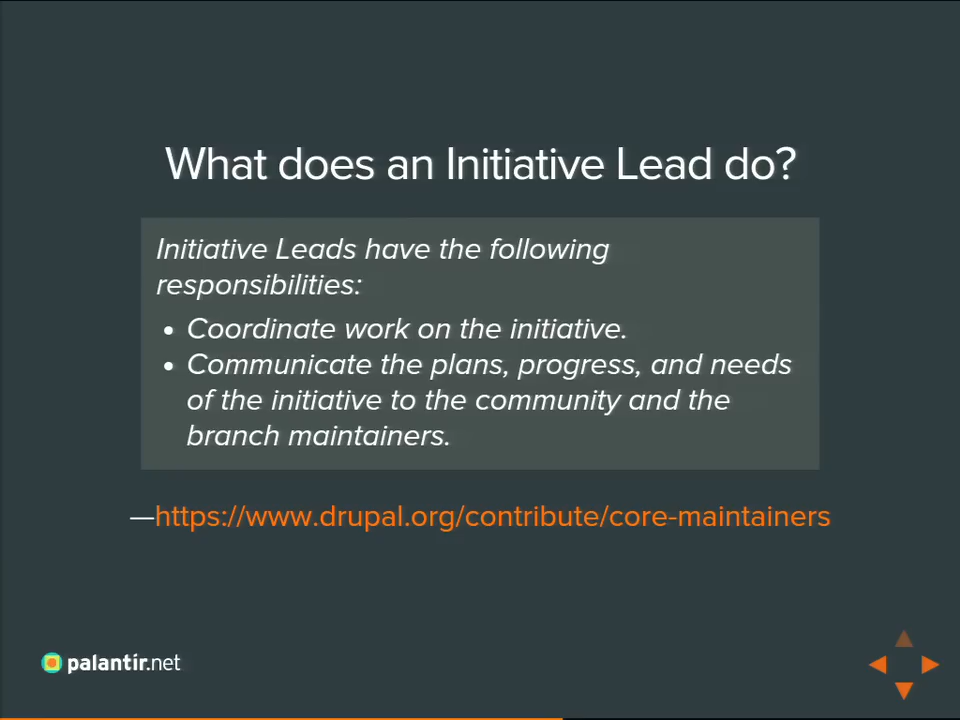 What does an Initiative Lead do?
Initiative Leads have the following
responsibilities:
• Coordinate work on the initiative.
• Communicate the plans, progress, and needs
of the initiative to the community and the
branch maintainers.
—https://www.drupal.org/contribute/core-maintainers
palantir.net